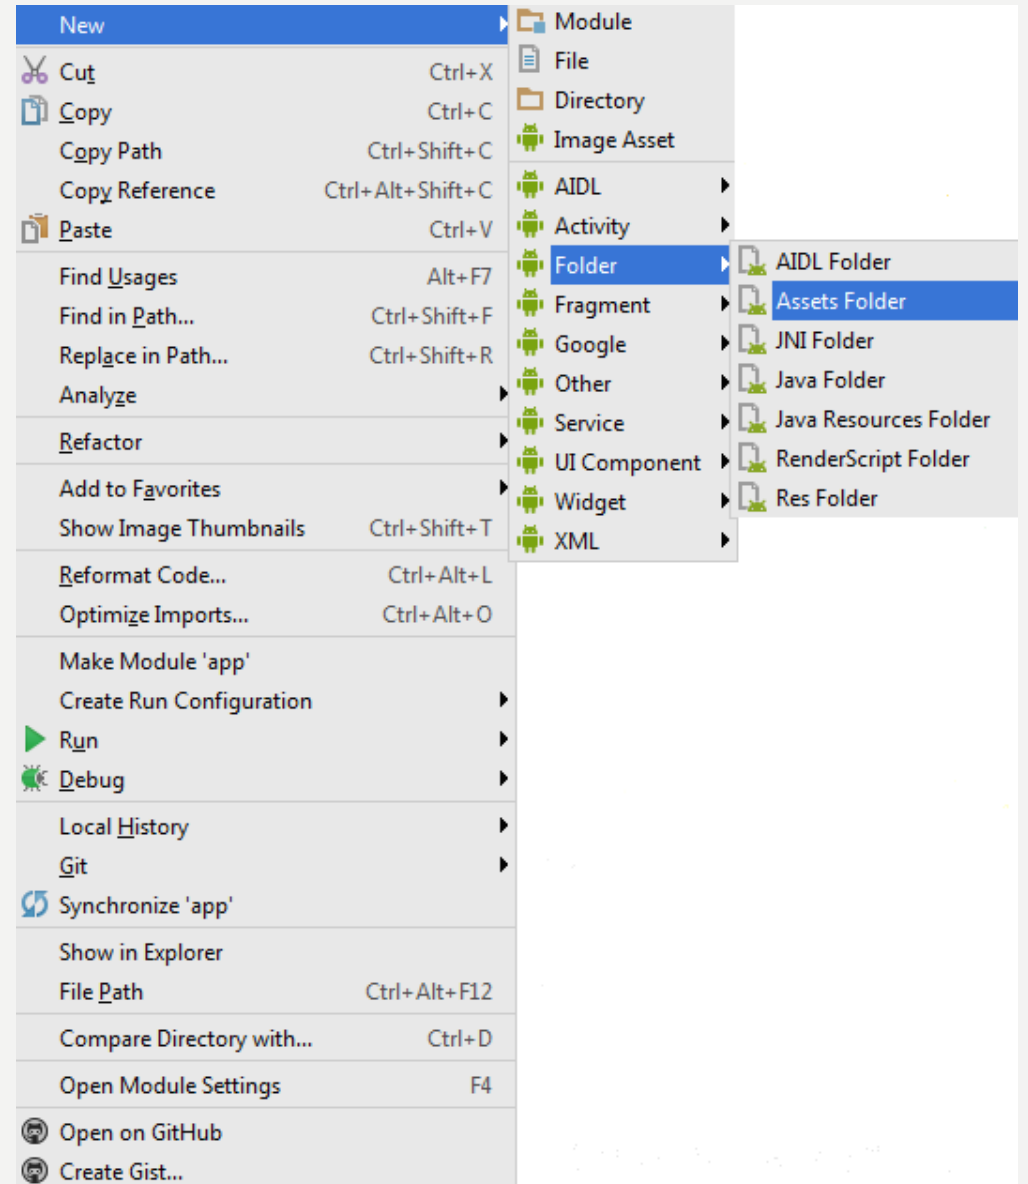 New
Cut Ctrl+X
Copy Ctrl+C
Copy Path Ctrl+Shift+C
Copy Reference Ctrl+Alt+Shift+C
Paste Ctrl+V
Find Usages Alt+F7
Find in Path... Ctrl+Shift+F
Replace in Path... Ctrl+Shift+R
Analyze
Refactor
Add to Favorites
Show Image Thumbnails Ctrl+Shift+T
Reformat Code... Ctrl+Alt+L
Optimize Imports... Ctrl+Alt+O
Make Module 'app'
Create Run Configuration
Run
Debug
Local History
Git
Synchronize 'app'
Show in Explorer
File Path Ctrl+Alt+F12
Compare Directory with... Ctrl+D
Open Module Settings F4
Open on GitHub
Create Gist...
Module
File
Directory
Image Asset
AIDL
Activity
Folder
Fragment
Google
Other
Service
UI Component
Widget
XML
AIDL Folder
Assets Folder
JNI Folder
Java Folder
Java Resources Folder
RenderScript Folder
Res Folder